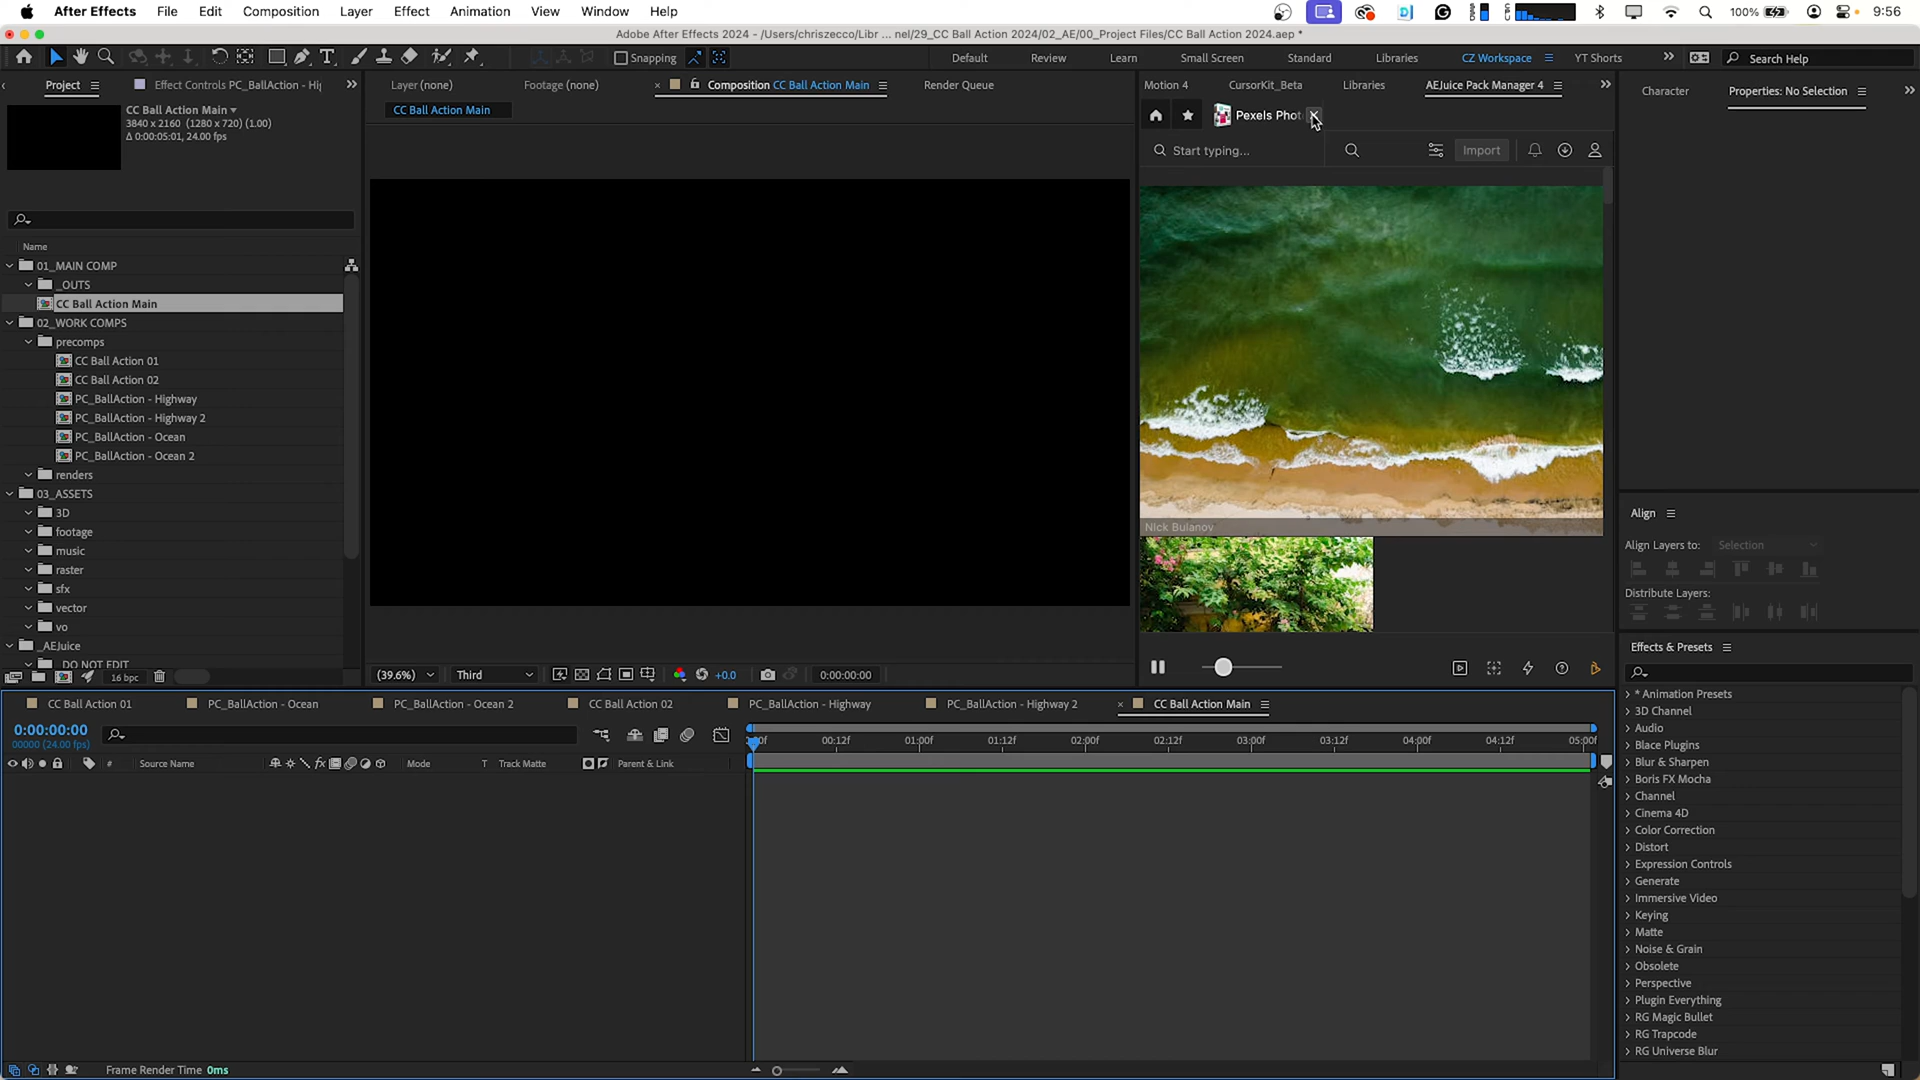 After Effects File Edit Composition Layer Effect Animation View Window Help 100% 9:56
Adobe After Effects 2024 - /Users/chriszecco/Libr ... nel/29_CC Ball Action 2024/02_AE/00_Project Files/CC Ball Action 2024.aep *
Snapping Default Review Learn Small Screen Standard Libraries CZ Workspace YT Shorts Search Help
Project Effect Controls PC_BallAction - Hig Layer (none) Footage (none) Composition CC Ball Action Main Render Queue Motion 4 CursorKit_Beta Libraries AEJuice Pack Manager 4 Character Properties: No Selection
CC Ball Action Main
3840 x 2160 (1280 x 720) (1.00)
Δ 0:00:05:01, 24.00 fps
CC Ball Action Main
Pexels Phot
Start typing... Import
Name
01_MAIN COMP
_OUTS
CC Ball Action Main
02_WORK COMPS
precomps
CC Ball Action 01
CC Ball Action 02
PC_BallAction - Highway
PC_BallAction - Highway 2
PC_BallAction - Ocean
PC_BallAction - Ocean 2
renders
03_ASSETS
3D
footage
music
raster
sfx
vector
vo
_AEJuice
_DO NOT EDIT
16 bpc
Nick Bulanov
(39.6%) Third +0.0 0:00:00:00
Align
Align Layers to: Selection
Distribute Layers:
Effects & Presets
* Animation Presets
3D Channel
Audio
Blace Plugins
Blur & Sharpen
Boris FX Mocha
Channel
Cinema 4D
Color Correction
Distort
Expression Controls
Generate
Immersive Video
Keying
Matte
Noise & Grain
Obsolete
Perspective
Plugin Everything
RG Magic Bullet
RG Trapcode
RG Universe Blur
CC Ball Action 01 PC_BallAction - Ocean PC_BallAction - Ocean 2 CC Ball Action 02 PC_BallAction - Highway PC_BallAction - Highway 2 CC Ball Action Main
0:00:00:00
00000 (24.00 fps)
00:12f 01:00f 01:12f 02:00f 02:12f 03:00f 03:12f 04:00f 04:12f 05:00f
# Source Name Mode T Track Matte Parent & Link
Frame Render Time 0ms